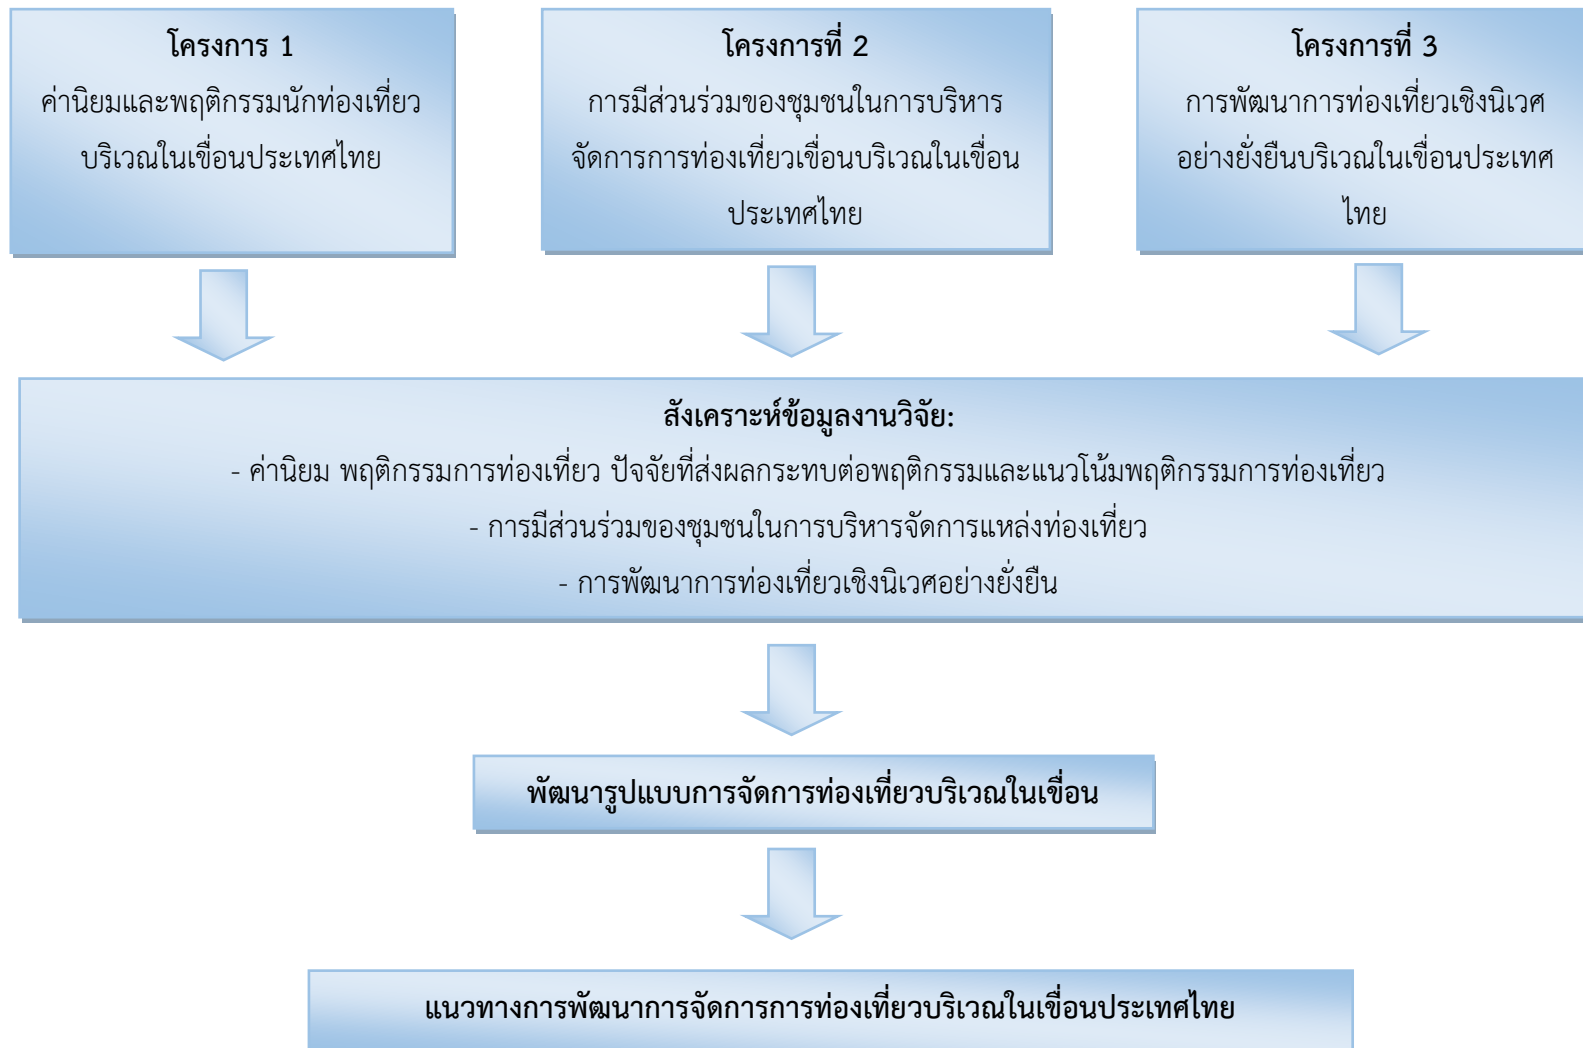 โครงการ 1
ค่านิยมและพฤติกรรมนักท่องเที่ยว
บริเวณในเขื่อนประเทศไทย
โครงการที่ 2
การมีส่วนร่วมของชุมชนในการบริหาร
จัดการการท่องเที่ยวเขื่อนบริเวณในเขื่อน
ประเทศไทย
โครงการที่ 3
การพัฒนาการท่องเที่ยวเชิงนิเวศ
อย่างยั่งยืนบริเวณในเขื่อนประเทศ
ไทย
สังเคราะห์ข้อมูลงานวิจัย:
- ค่านิยม พฤติกรรมการท่องเที่ยว ปัจจัยที่ส่งผลกระทบต่อพฤติกรรมและแนวโน้มพฤติกรรมการท่องเที่ยว
- การมีส่วนร่วมของชุมชนในการบริหารจัดการแหล่งท่องเที่ยว
- การพัฒนาการท่องเที่ยวเชิงนิเวศอย่างยั่งยืน
พัฒนารูปแบบการจัดการท่องเที่ยวบริเวณในเขื่อน
แนวทางการพัฒนาการจัดการการท่องเที่ยวบริเวณในเขื่อนประเทศไทย